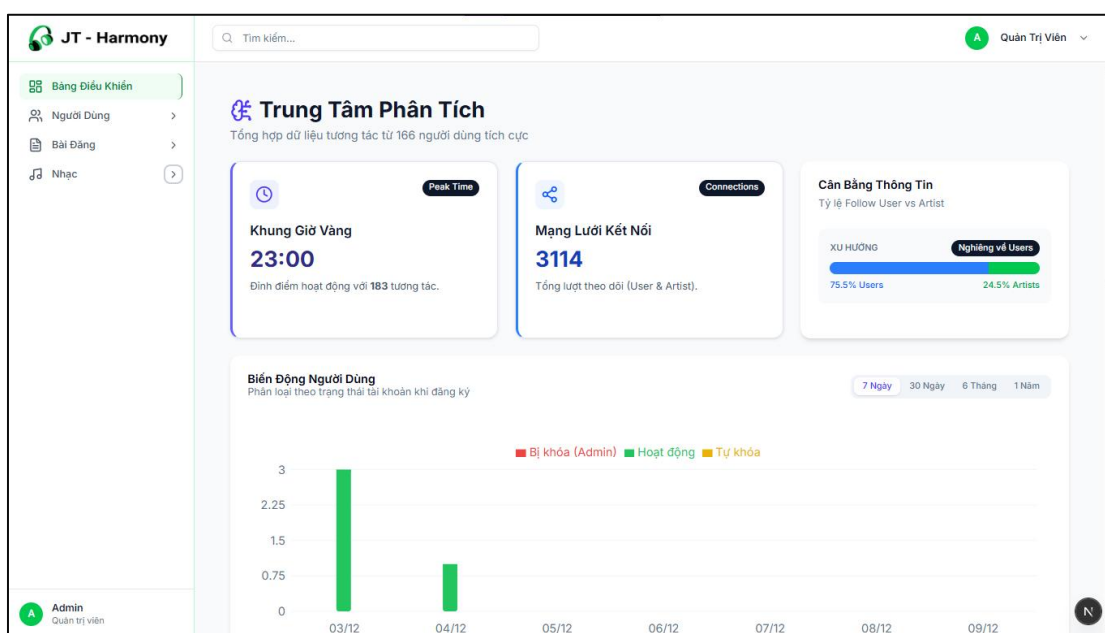 JT - Harmony
Tìm kiếm...
A
Quản Trị Viên
Bảng Điều Khiển
Người Dùng
Bài Đăng
Nhạc
Trung Tâm Phân Tích
Tổng hợp dữ liệu tương tác từ 166 người dùng tích cực
Peak Time
Khung Giờ Vàng
23:00
Đỉnh điểm hoạt động với 183 tương tác.
Connections
Mạng Lưới Kết Nối
3114
Tổng lượt theo dõi (User & Artist).
Cân Bằng Thông Tin
Tỷ lệ Follow User vs Artist
XU HƯỚNG
Nghiêng về Users
75.5% Users
24.5% Artists
Biến Động Người Dùng
Phân loại theo trạng thái tài khoản khi đăng ký
7 Ngày 30 Ngày 6 Tháng 1 Năm
Bị khóa (Admin) Hoạt động Tự khóa
3
2.25
1.5
0.75
0
03/12 04/12 05/12 06/12 07/12 08/12 09/12
A
Admin
Quản trị viên
N